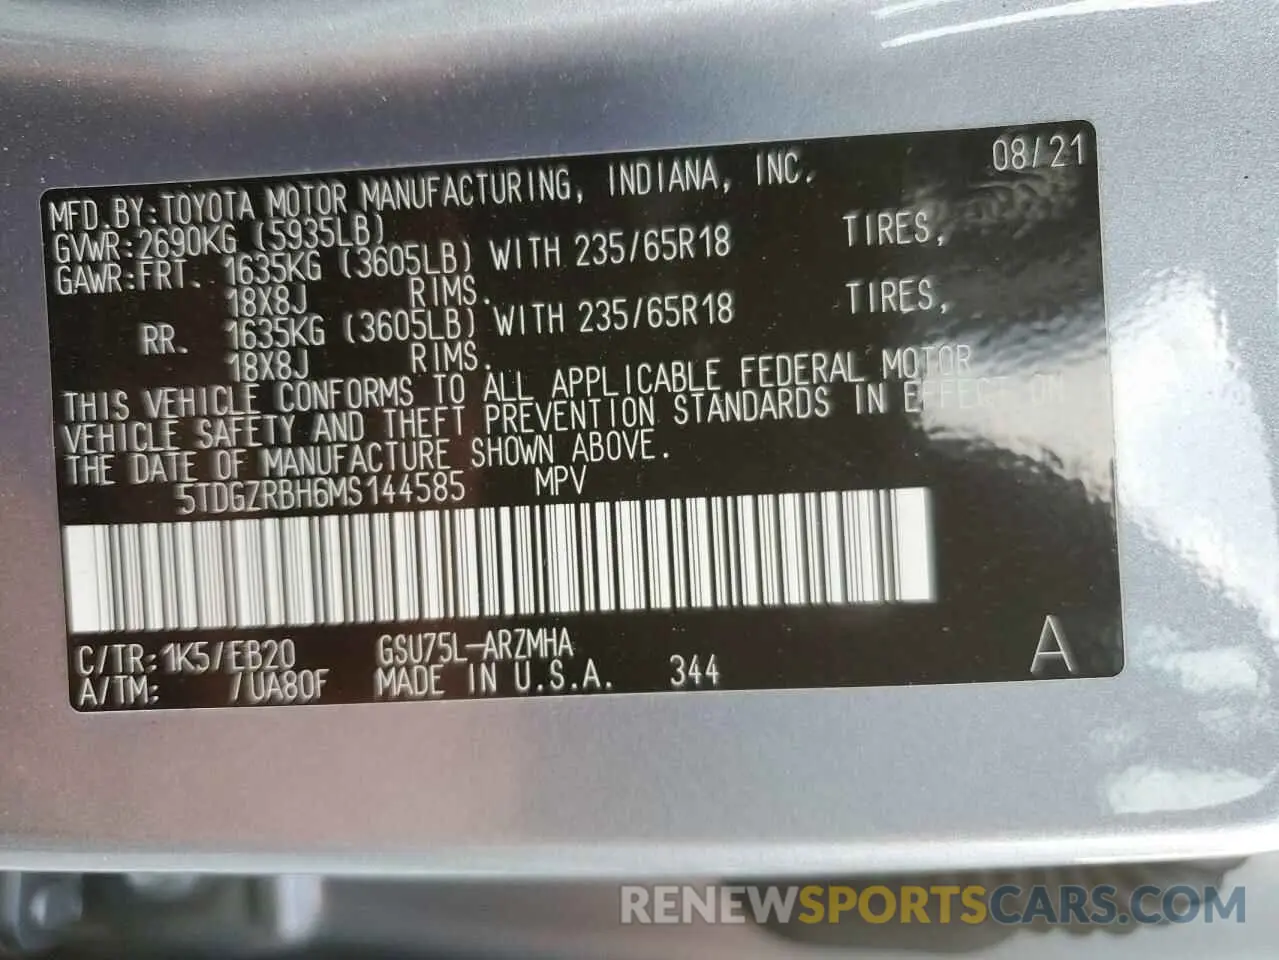 08/21
MFD.BY:TOYOTA MOTOR MANUFACTURING, INDIANA, INC.
GVWR:2690KG (5935LB)
GAWR:FRT. 1635KG (3605LB) WITH 235/65R18 TIRES,
18X8J RIMS.
RR. 1635KG (3605LB) WITH 235/65R18 TIRES,
18X8J RIMS.
THIS VEHICLE CONFORMS TO ALL APPLICABLE FEDERAL MOTOR
VEHICLE SAFETY AND THEFT PREVENTION STANDARDS IN EFFECT ON
THE DATE OF MANUFACTURE SHOWN ABOVE.
5TDGZRBH6MS144585 MPV
C/TR:1K5/EB20 GSU75L-ARZMHA
A/TM: /UA80F MADE IN U.S.A. 344
A
RENEWSPORTSCARS.COM